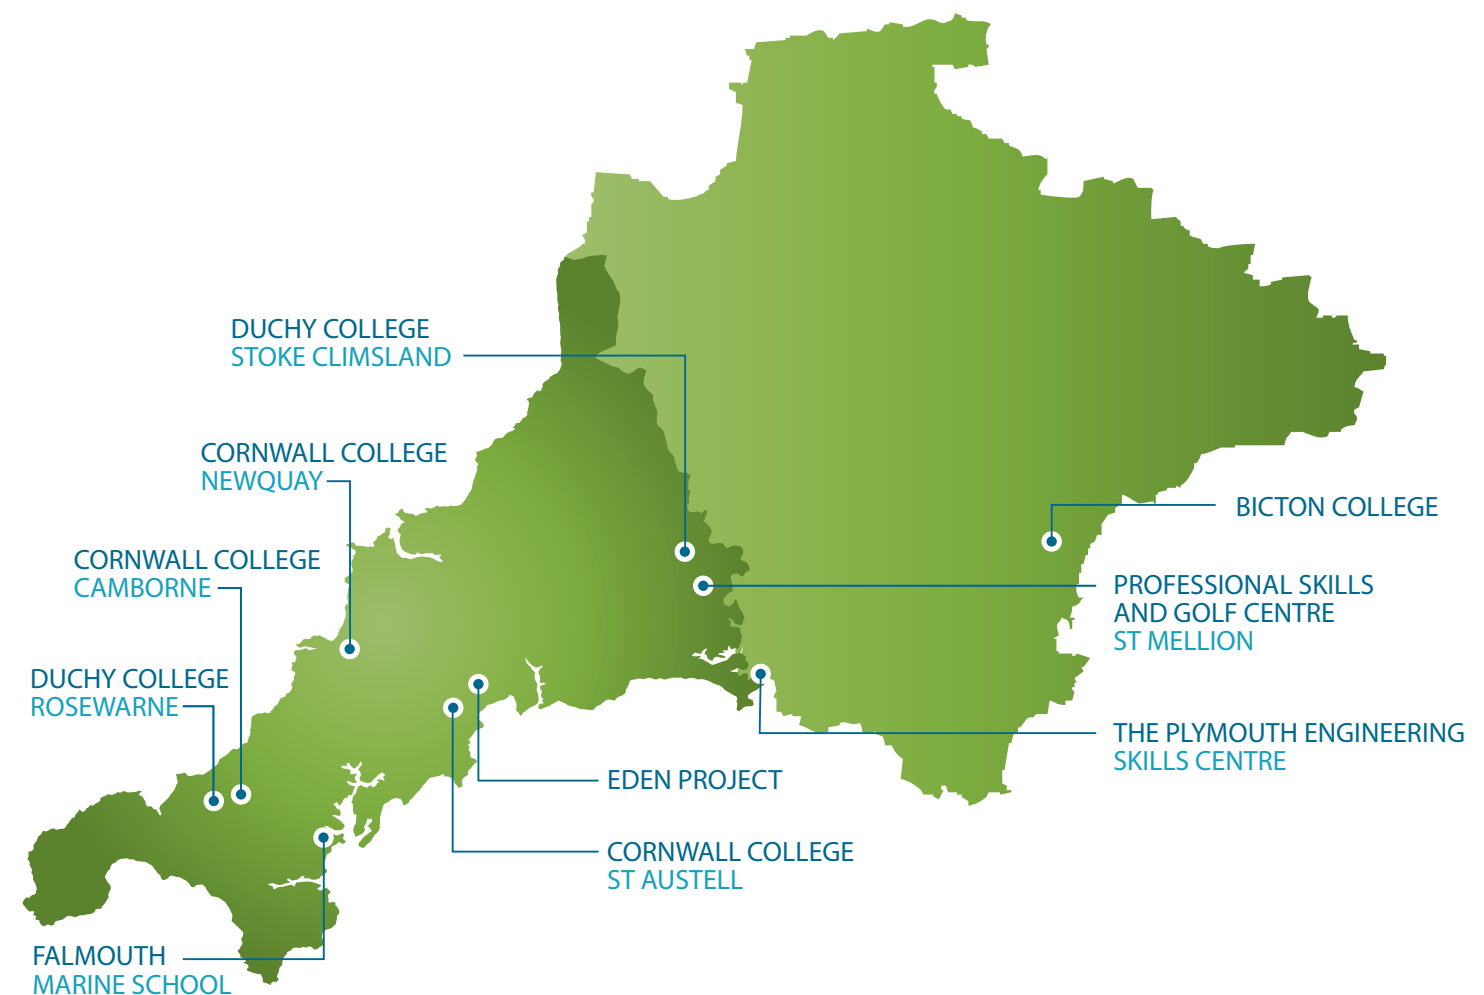 DUCHY COLLEGE
STOKE CLIMSLAND
CORNWALL COLLEGE
NEWQUAY
CORNWALL COLLEGE
CAMBORNE
DUCHY COLLEGE
ROSEWARNE
FALMOUTH
MARINE SCHOOL
BICTON COLLEGE
PROFESSIONAL SKILLS
AND GOLF CENTRE
ST MELLION
THE PLYMOUTH ENGINEERING
SKILLS CENTRE
EDEN PROJECT
CORNWALL COLLEGE
ST AUSTELL